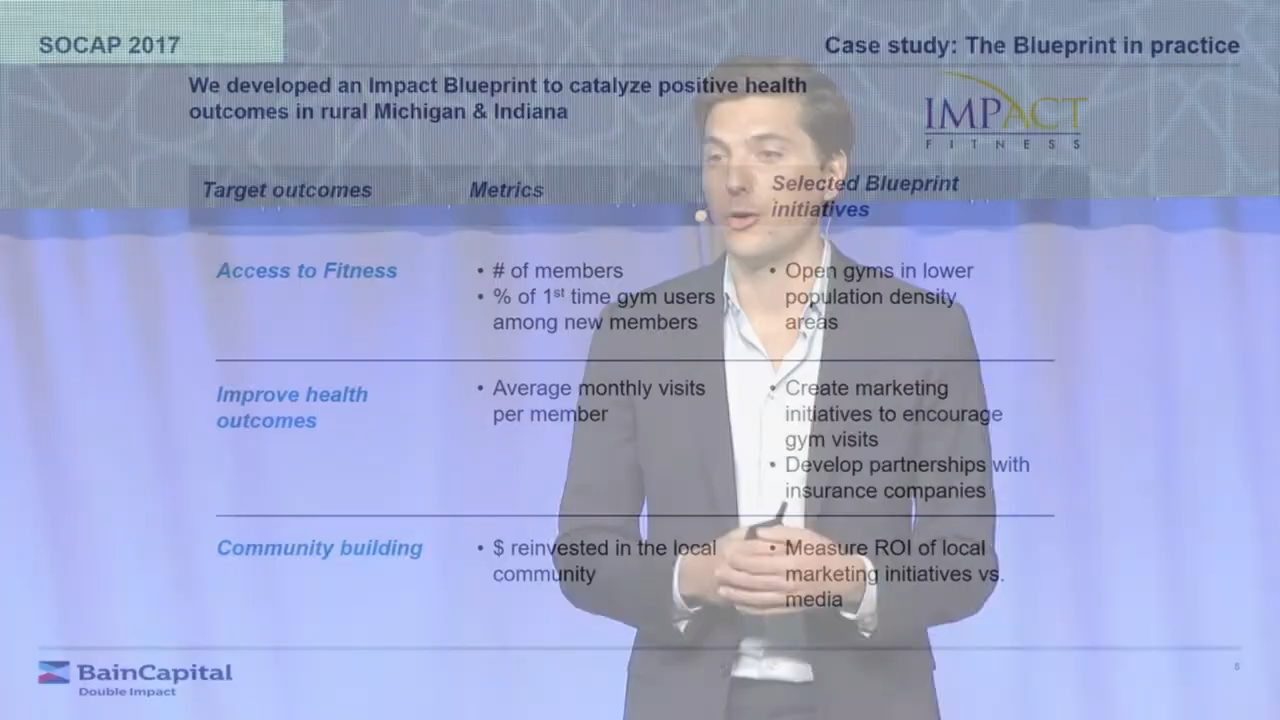 SOCAP 2017
Case study: The Blueprint in practice
We developed an Impact Blueprint to catalyze positive health
outcomes in rural Michigan & Indiana
IMPACT
FITNESS
Target outcomes
Metrics
Selected Blueprint
initiatives
Access to Fitness
• # of members
• % of 1st time gym users
among new members
• Open gyms in lower
population density
areas
Improve health
outcomes
• Average monthly visits
per member
• Create marketing
initiatives to encourage
gym visits
• Develop partnerships with
insurance companies
Community building
• $ reinvested in the local
community
• Measure ROI of local
marketing initiatives vs.
media
BainCapital
Double Impact